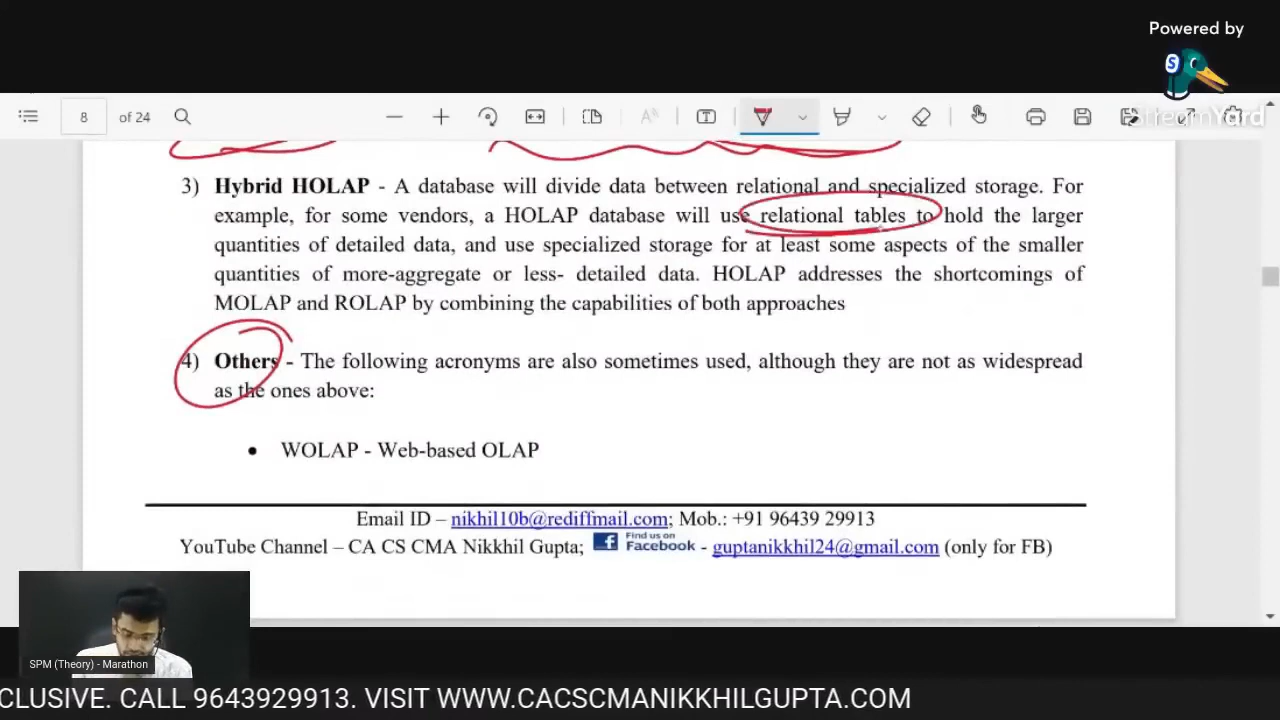 Powered by
StreamYard
8 of 24
3) Hybrid HOLAP - A database will divide data between relational and specialized storage. For
example, for some vendors, a HOLAP database will use relational tables to hold the larger
quantities of detailed data, and use specialized storage for at least some aspects of the smaller
quantities of more-aggregate or less- detailed data. HOLAP addresses the shortcomings of
MOLAP and ROLAP by combining the capabilities of both approaches
4) Others - The following acronyms are also sometimes used, although they are not as widespread
as the ones above:
• WOLAP - Web-based OLAP
Email ID – nikhil10b@rediffmail.com; Mob.: +91 96439 29913
YouTube Channel – CA CS CMA Nikkhil Gupta; Find us on Facebook - guptanikkhil24@gmail.com (only for FB)
SPM (Theory) - Marathon
CLUSIVE. CALL 9643929913. VISIT WWW.CACSCMANIKKHILGUPTA.COM